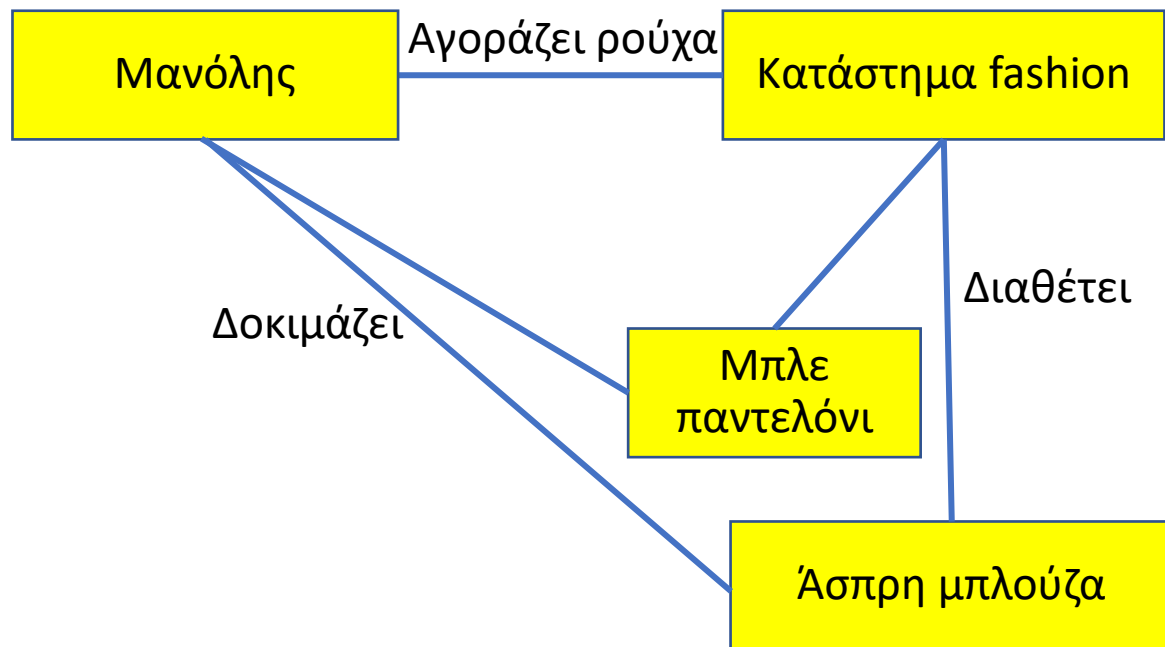 Μανόλης
Αγοράζει ρούχα
Κατάστημα fashion
Δοκιμάζει
Διαθέτει
Μπλε
παντελόνι
Άσπρη μπλούζα